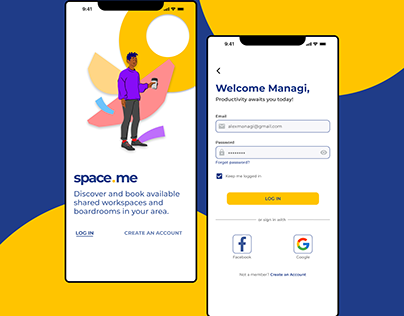 9:41
space.me
Discover and book available
shared workspaces and
boardrooms in your area.
LOG IN
CREATE AN ACCOUNT
9:41
Welcome Managi,
Productivity awaits you today!
Email
alexmanagi@gmail.com
Password
••••••••
Forgot password?
Keep me logged in
LOG IN
or sign in with
Facebook
Google
Not a member? Create an Account